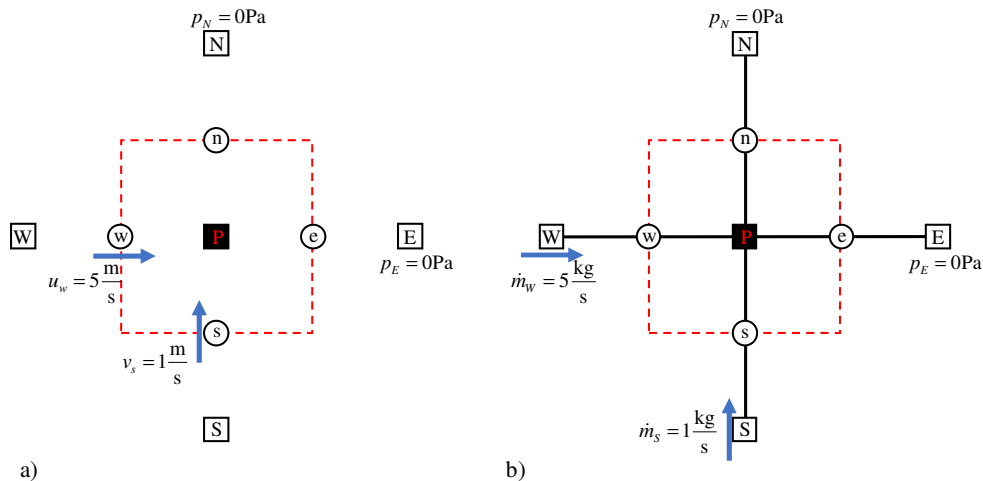 p_N = 0Pa
N
n
W
w
P
e
E
u_w = 5 m/s
p_E = 0Pa
s
v_s = 1 m/s
S
a)
p_N = 0Pa
N
n
W
w
P
e
E
ṁ_W = 5 kg/s
p_E = 0Pa
s
ṁ_S = 1 kg/s
S
b)